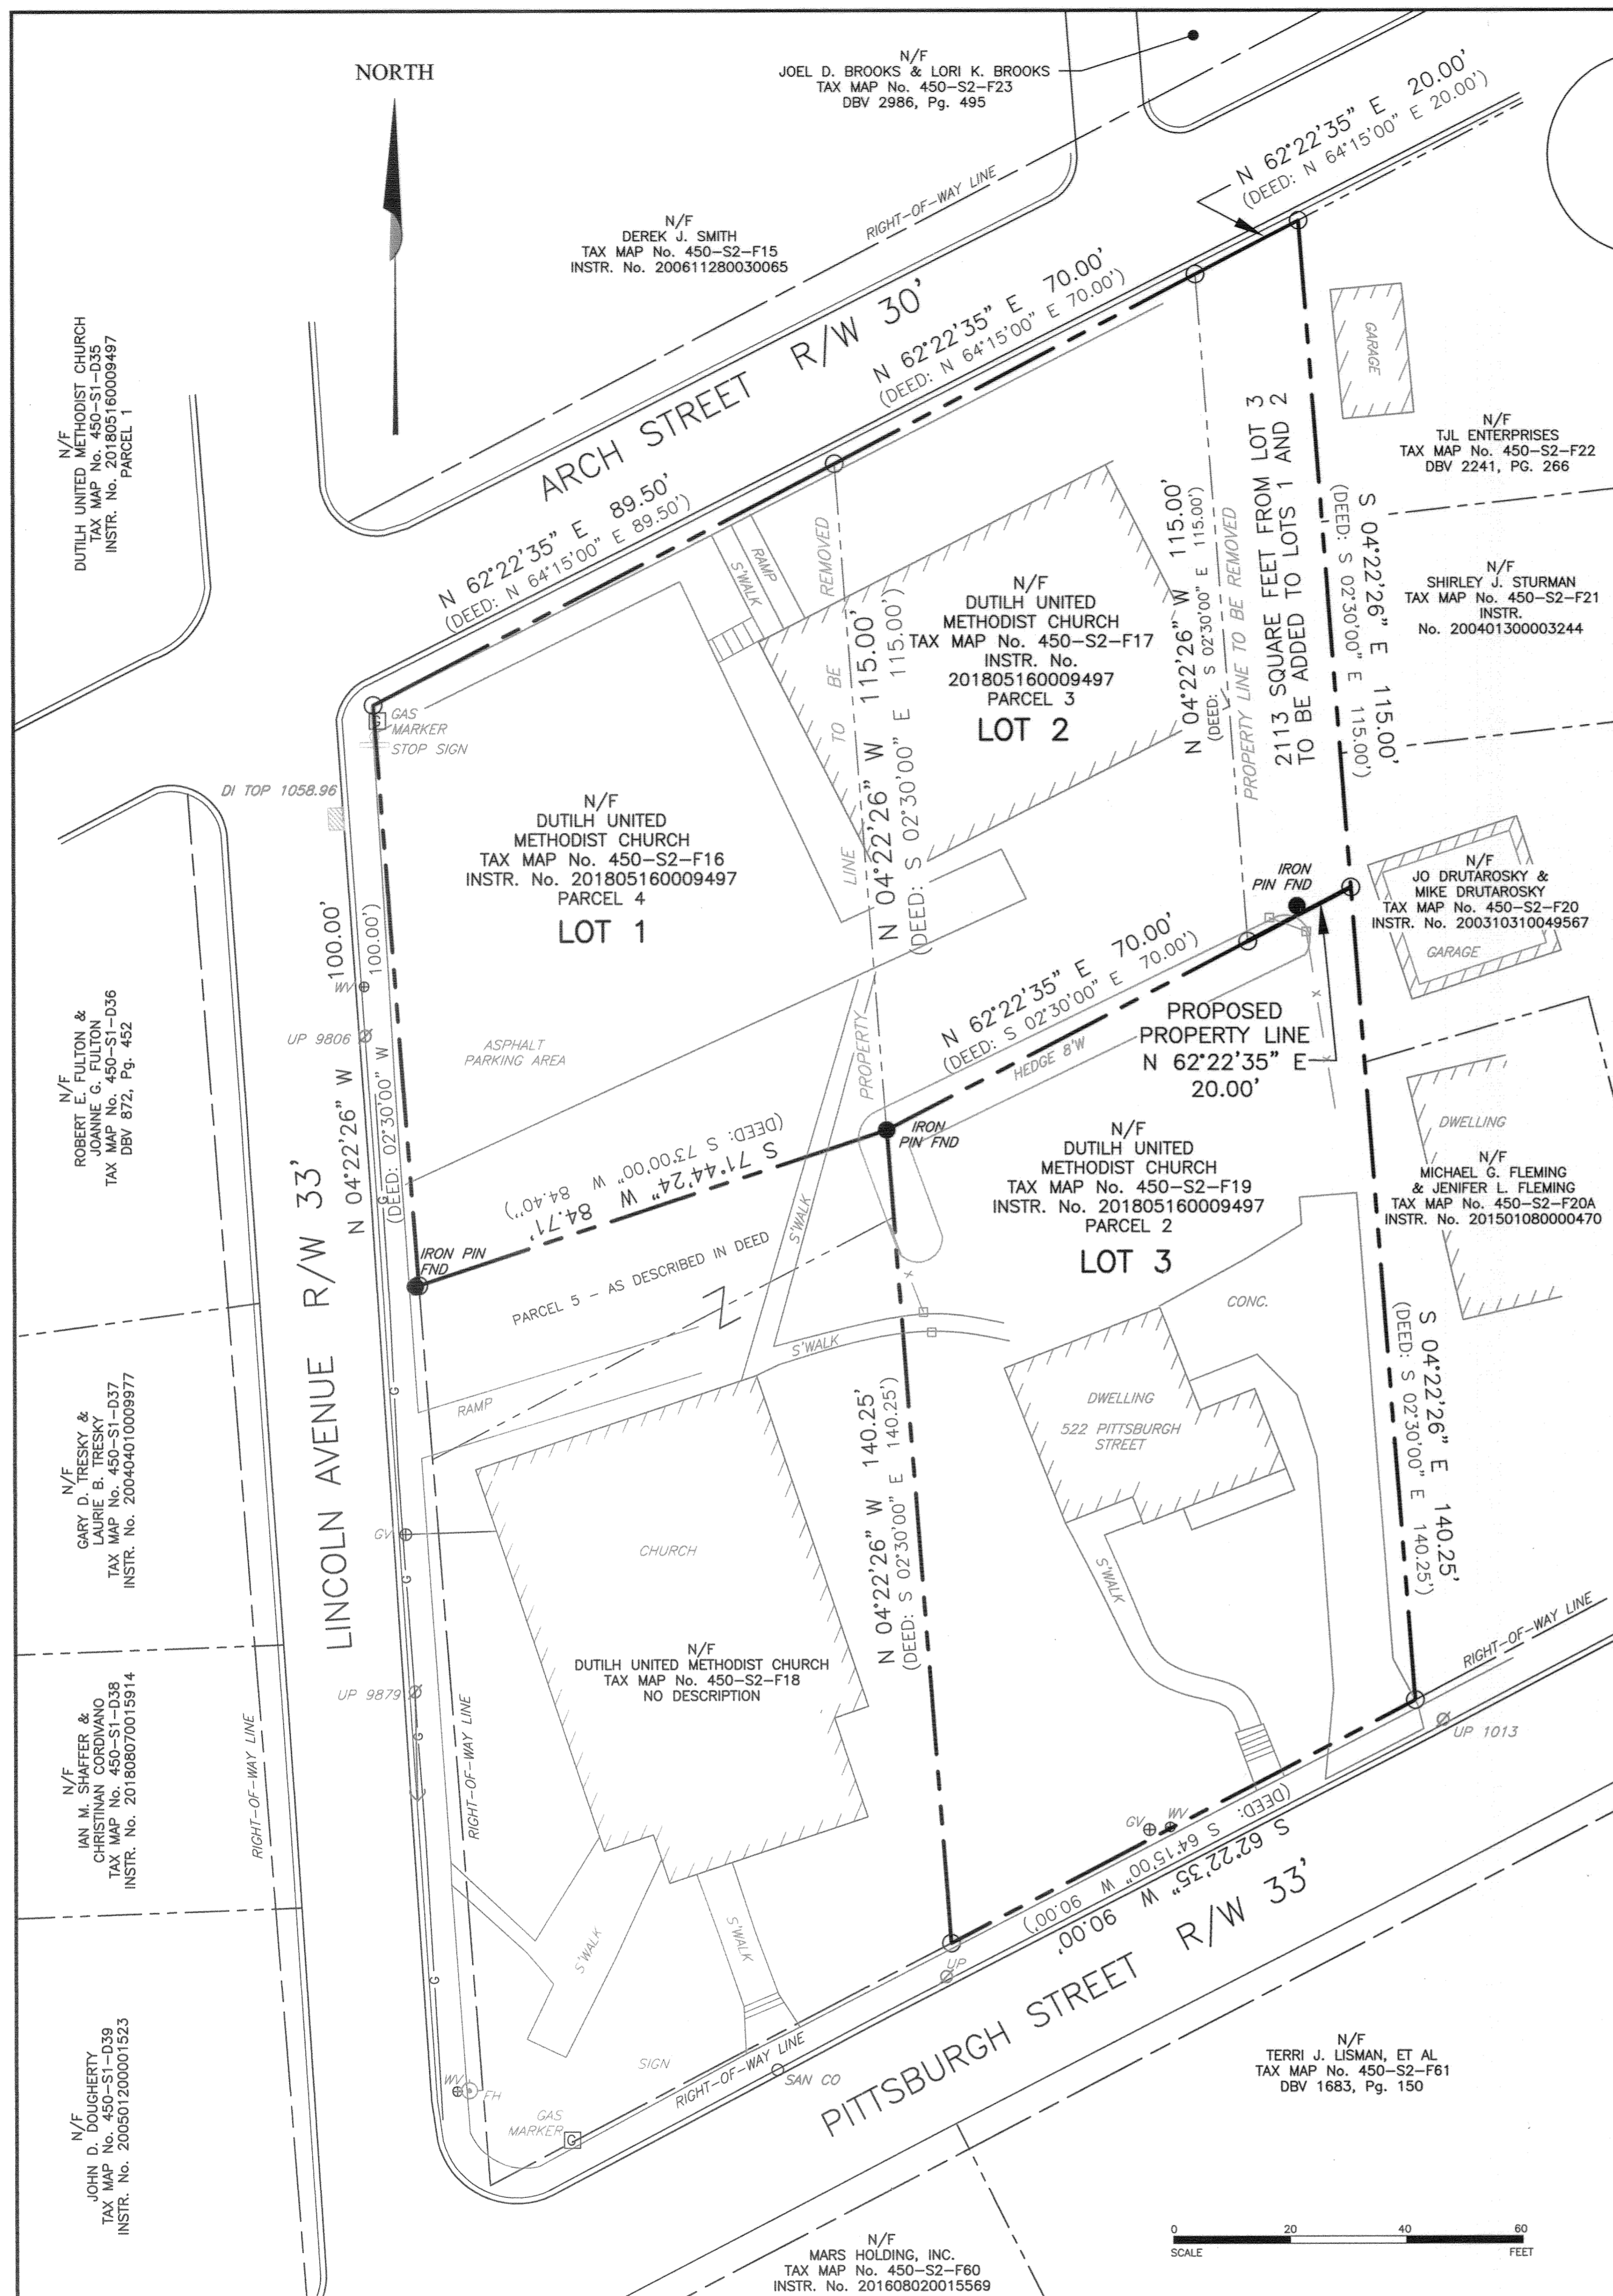 NORTH
N/F
JOEL D. BROOKS & LORI K. BROOKS
TAX MAP No. 450-S2-F23
DBV 2986, Pg. 495
N 62°22'35" E 20.00'
(DEED: N 64°15'00" E 20.00')
RIGHT-OF-WAY LINE
N/F
DEREK J. SMITH
TAX MAP No. 450-S2-F15
INSTR. No. 200611280030065
N/F
DUTILH UNITED METHODIST CHURCH
TAX MAP No. 450-S1-D35
INSTR. No. 201805160009497
PARCEL 1
ARCH STREET R/W 30'
N 62°22'35" E 70.00'
(DEED: N 64°15'00" E 70.00')
N 62°22'35" E 89.50'
(DEED: N 64°15'00" E 89.50')
GARAGE
N/F
TJL ENTERPRISES
TAX MAP No. 450-S2-F22
DBV 2241, PG. 266
2113 SQUARE FEET FROM LOT 3
TO BE ADDED TO LOTS 1 AND 2
S 04°22'26" E 115.00'
(DEED: S 02°30'00" E 115.00')
N 04°22'26" W 115.00'
(DEED: S 02°30'00" E 115.00')
PROPERTY LINE TO BE REMOVED
N/F
SHIRLEY J. STURMAN
TAX MAP No. 450-S2-F21
INSTR.
No. 200401300003244
S'WALK
RAMP
N/F
DUTILH UNITED
METHODIST CHURCH
TAX MAP No. 450-S2-F17
INSTR. No.
201805160009497
PARCEL 3
LOT 2
PROPERTY LINE TO BE REMOVED
N 04°22'26" W 115.00'
(DEED: S 02°30'00" E 115.00')
G
GAS
MARKER
STOP SIGN
DI TOP 1058.96
N/F
DUTILH UNITED
METHODIST CHURCH
TAX MAP No. 450-S2-F16
INSTR. No. 201805160009497
PARCEL 4
LOT 1
N 04°22'26" W 100.00'
(DEED: 02°30'00" W 100.00')
WV
UP 9806
ASPHALT
PARKING AREA
IRON
PIN FND
N/F
JO DRUTAROSKY &
MIKE DRUTAROSKY
TAX MAP No. 450-S2-F20
INSTR. No. 200310310049567
GARAGE
N 62°22'35" E 70.00'
(DEED: S 02°30'00" E 70.00')
HEDGE 8'W
PROPOSED
PROPERTY LINE
N 62°22'35" E
20.00'
x
x
N/F
ROBERT E. FULTON &
JOANNE G. FULTON
TAX MAP No. 450-S1-D36
DBV 872, Pg. 452
S 71°44'24" W 84.71'
(DEED: S 73°00'00" W 84.40")
IRON
PIN FND
N/F
DUTILH UNITED
METHODIST CHURCH
TAX MAP No. 450-S2-F19
INSTR. No. 201805160009497
PARCEL 2
LOT 3
DWELLING
N/F
MICHAEL G. FLEMING
& JENIFER L. FLEMING
TAX MAP No. 450-S2-F20A
INSTR. No. 201501080000470
G
IRON PIN
FND
PARCEL 5 - AS DESCRIBED IN DEED
Z
S'WALK
x
S'WALK
CONC.
LINCOLN AVENUE R/W 33'
RAMP
G
DWELLING
522 PITTSBURGH
STREET
S 04°22'26" E 140.25'
(DEED: S 02°30'00" E 140.25')
N 04°22'26" W 140.25'
(DEED: S 02°30'00" E 140.25')
N/F
GARY D. TRESKY &
LAURIE B. TRESKY
TAX MAP No. 450-S1-D37
INSTR. No. 200404010009977
GV
G
CHURCH
S'WALK
N/F
DUTILH UNITED METHODIST CHURCH
TAX MAP No. 450-S2-F18
NO DESCRIPTION
RIGHT-OF-WAY LINE
UP 1013
N/F
IAN M. SHAFFER &
CHRISTINAN CORDIVANO
TAX MAP No. 450-S1-D38
INSTR. No. 201808070015914
RIGHT-OF-WAY LINE
UP 9879
G
RIGHT-OF-WAY LINE
GV
WV
(DEED: S 64°15'00" W 90.00')
S 62°22'35" W 90.00'
UP
S'WALK
S'WALK
G
PITTSBURGH STREET R/W 33'
SIGN
RIGHT-OF-WAY LINE
SAN CO
WV
FH
GAS
MARKER
G
N/F
JOHN D. DOUGHERTY
TAX MAP No. 450-S1-D39
INSTR. No. 200501200001523
N/F
TERRI J. LISMAN, ET AL
TAX MAP No. 450-S2-F61
DBV 1683, Pg. 150
N/F
MARS HOLDING, INC.
TAX MAP No. 450-S2-F60
INSTR. No. 201608020015569
0 20 40 60
SCALE FEET